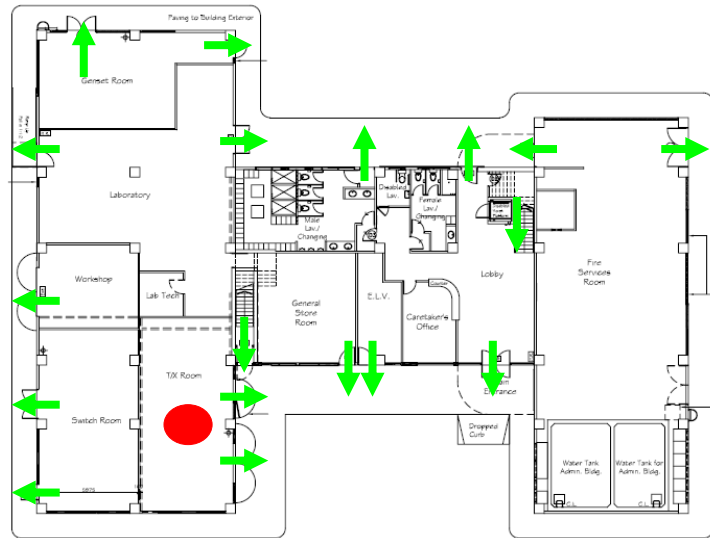 Paving to Building Exterior
Genset Room
Laboratory
Disabled
Lav.
Female
Lav./
Changing
Male
Lav./
Changing
Workshop
Lab Tech
General
Store
Room
E.L.V.
Counter
Caretaker's
Office
Lobby
Fire
Services
Room
T/X Room
Switch Room
Entrance
Dropped
Curb
Water Tank
Admn. Bldg.
Water Tank for
Admn. Bldg.
C.L.
C.L.